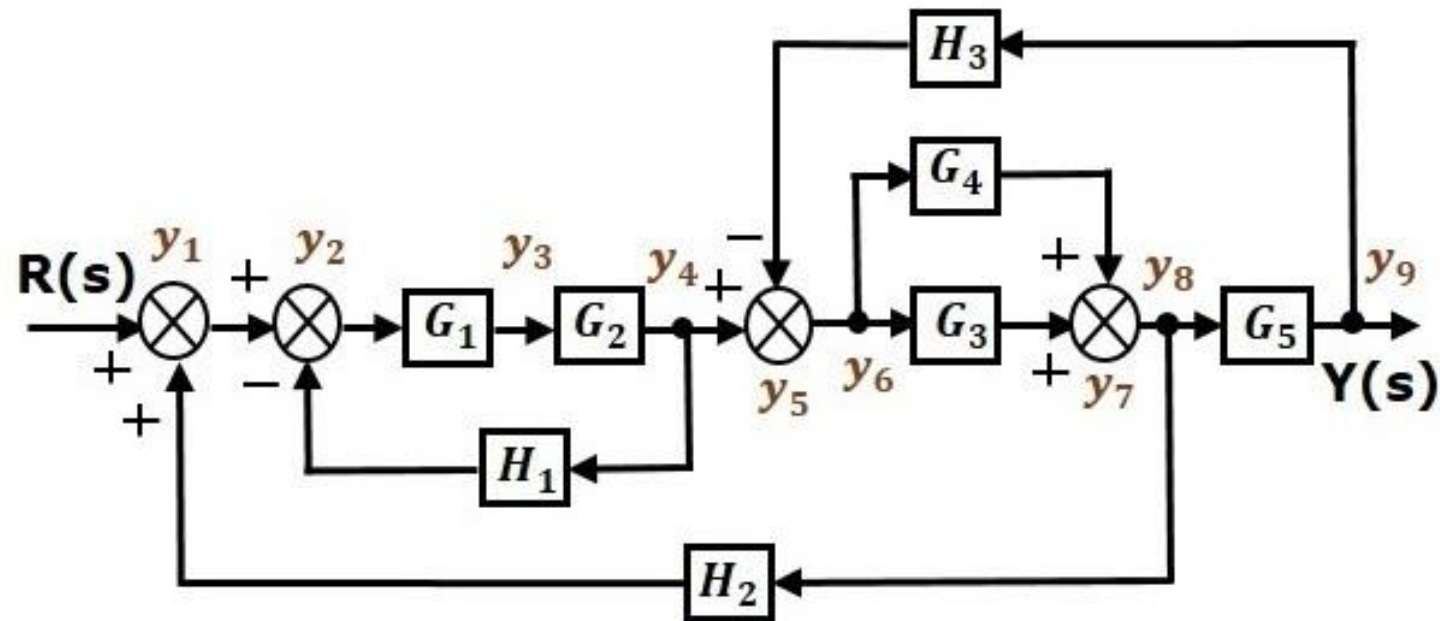 H₃
G₄
R(s) y₁ + y₂ y₃ y₄ + − + y₈ y₉
G₁ G₂ G₃ G₅
+ − y₅ y₆ + y₇ Y(s)
+
H₁
H₂